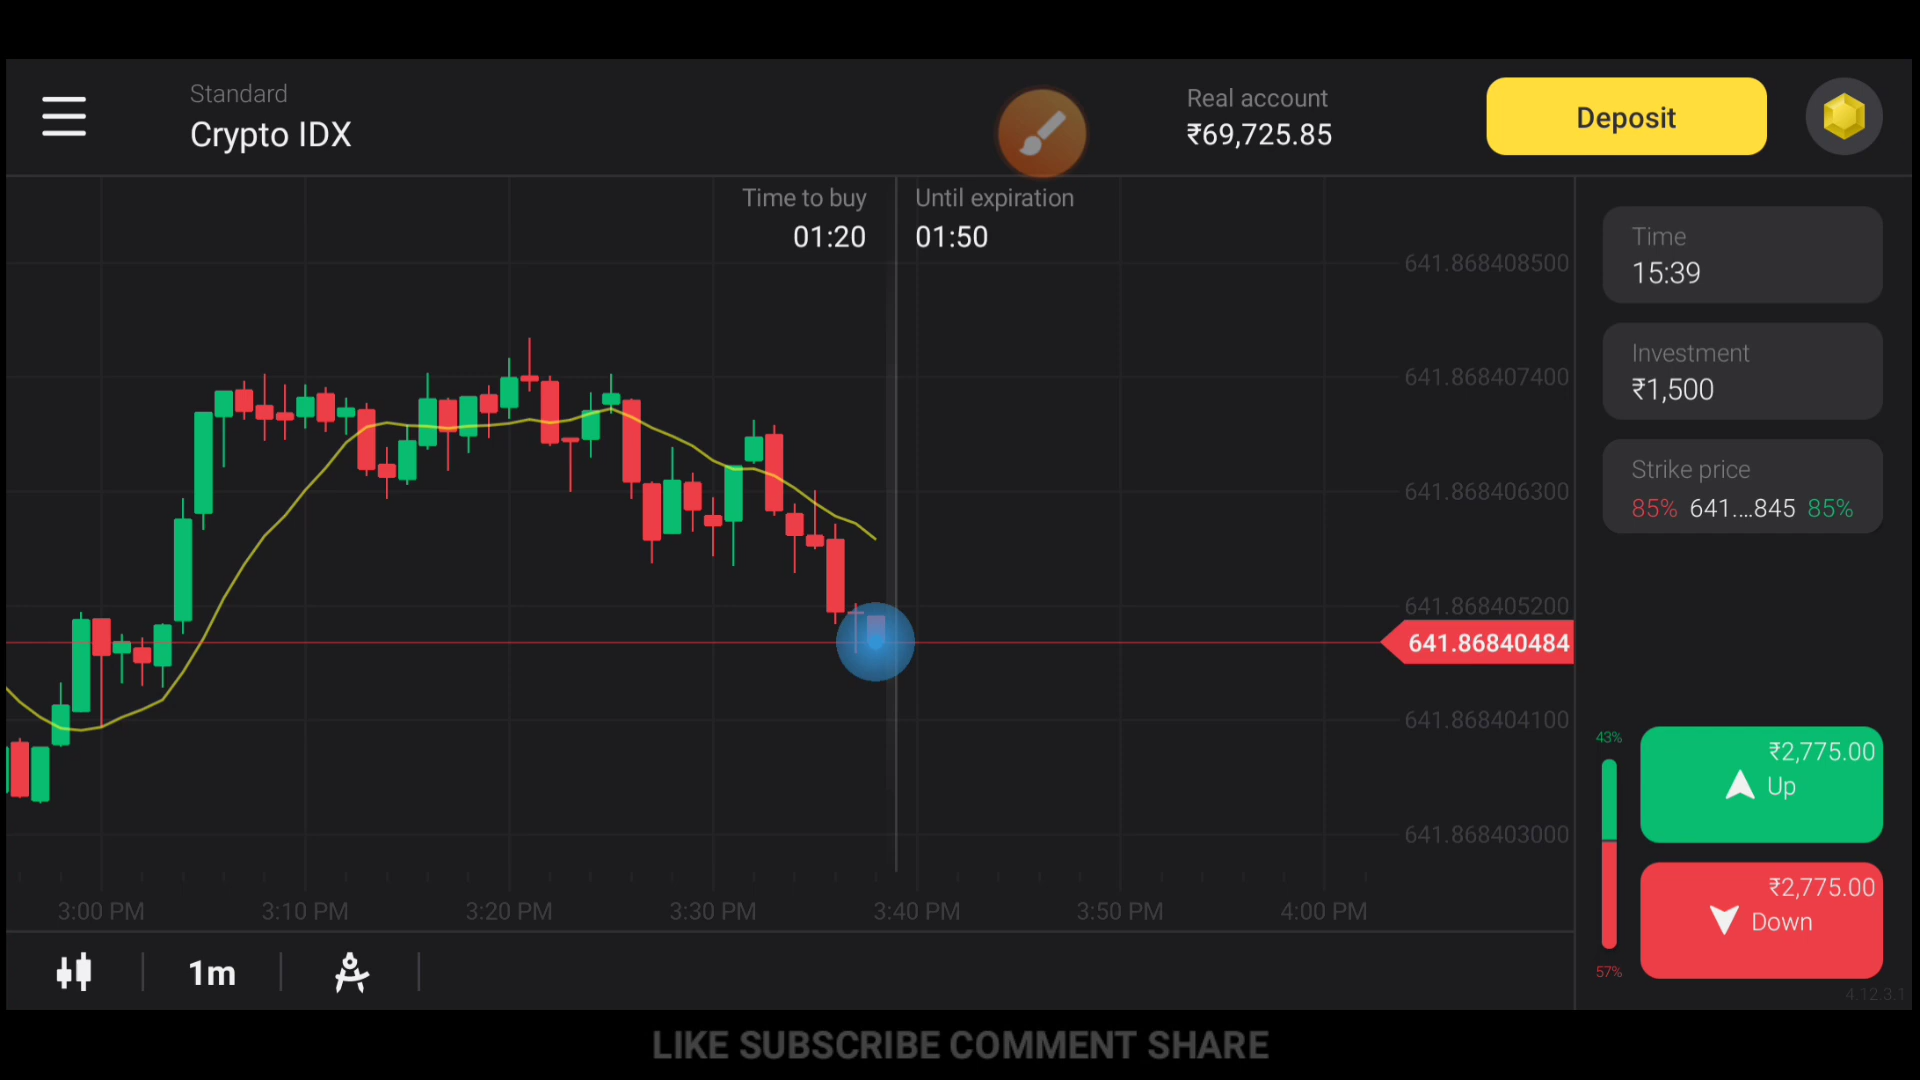 Standard
Crypto IDX
Real account
₹69,725.85
Deposit
Time to buy
01:20
Until expiration
01:50
641.868408500
641.868407400
641.868406300
641.868405200
641.86840484
641.868404100
641.868403000
3:00 PM
3:10 PM
3:20 PM
3:30 PM
3:40 PM
3:50 PM
4:00 PM
1m
Time
15:39
Investment
₹1,500
Strike price
85% 641....845 85%
43%
₹2,775.00
Up
₹2,775.00
Down
57%
4.12.3.1
LIKE SUBSCRIBE COMMENT SHARE